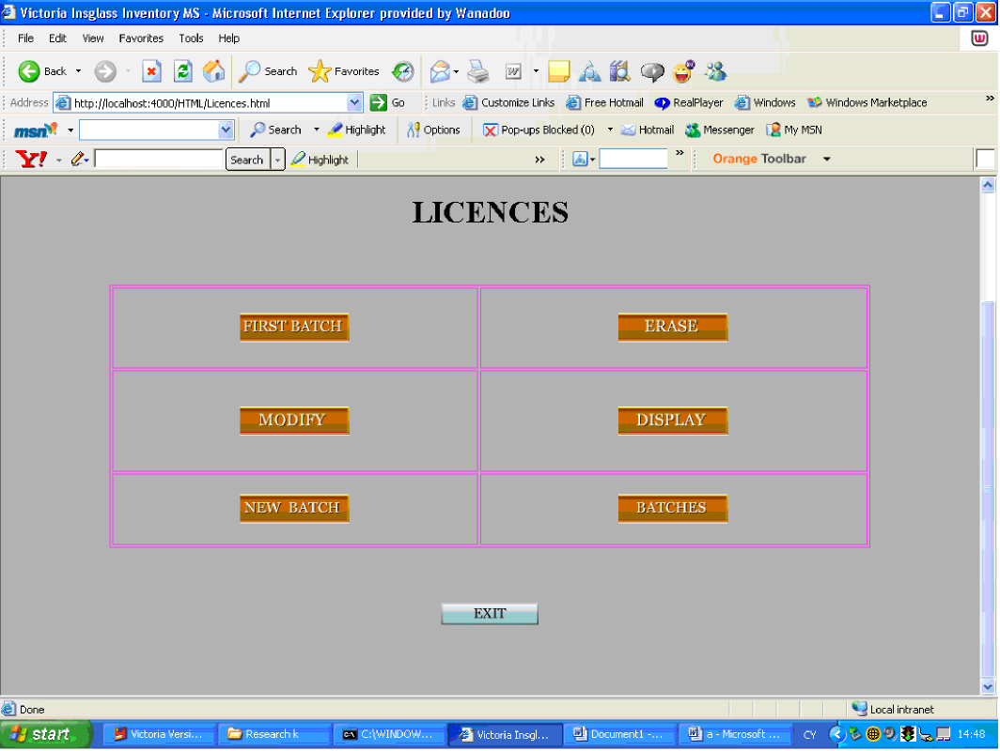 Victoria Insglass Inventory MS - Microsoft Internet Explorer provided by Wanadoo
File Edit View Favorites Tools Help
Back Search Favorites
Address http://localhost:4000/HTML/Licences.html Go Links Customize Links Free Hotmail RealPlayer Windows Windows Marketplace »
msn Search Highlight Options Pop-ups Blocked (0) Hotmail Messenger My MSN
Y! Search Highlight » » Orange Toolbar
LICENCES
FIRST BATCH ERASE
MODIFY DISPLAY
NEW BATCH BATCHES
EXIT
Done Local intranet
start Victoria Versi... Research k C:\WINDOW... Victoria Insgl... Document1 -... a - Microsoft ... CY 14:48